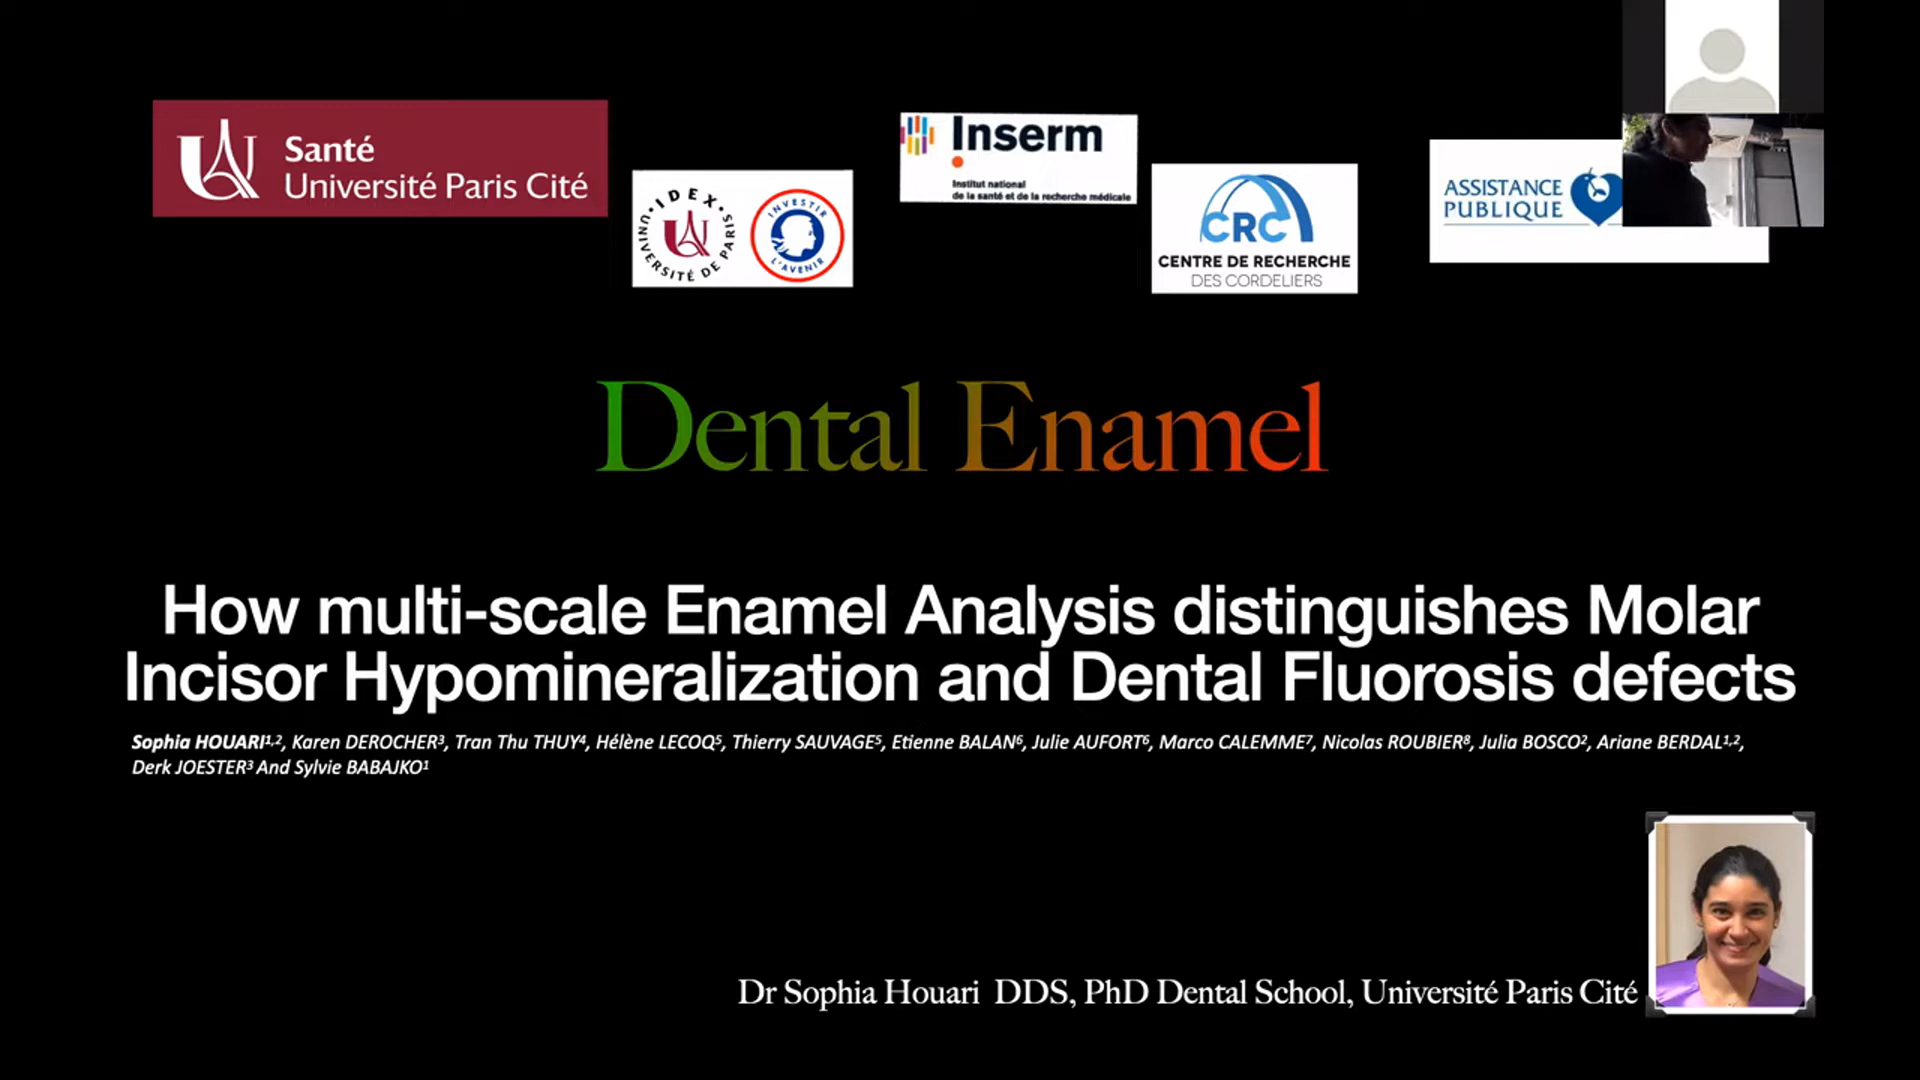 Santé
Université Paris Cité
IDEX
UNIVERSITÉ DE PARIS
INVESTIR
L'AVENIR
Inserm
Institut national
de la santé et de la recherche médicale
CRC
CENTRE DE RECHERCHE
DES CORDELIERS
ASSISTANCE
PUBLIQUE
Dental Enamel
How multi-scale Enamel Analysis distinguishes Molar
Incisor Hypomineralization and Dental Fluorosis defects
Sophia HOUARI¹,², Karen DEROCHER³, Tran Thu THUY⁴, Hélène LECOQ⁵, Thierry SAUVAGE⁵, Etienne BALAN⁶, Julie AUFORT⁶, Marco CALEMME⁷, Nicolas ROUBIER⁸, Julia BOSCO², Ariane BERDAL¹,²,
Derk JOESTER³ And Sylvie BABAJKO¹
Dr Sophia Houari DDS, PhD Dental School, Université Paris Cité